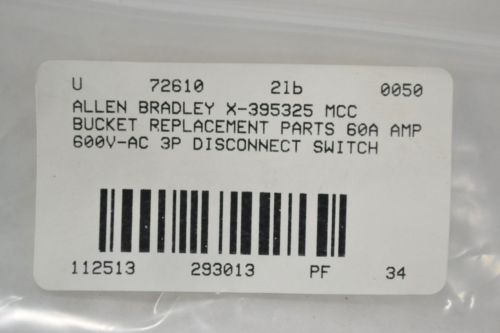 U 72610 2lb 0050
ALLEN BRADLEY X-395325 MCC
BUCKET REPLACEMENT PARTS 60A AMP
600V-AC 3P DISCONNECT SWITCH
112513 293013 PF 34